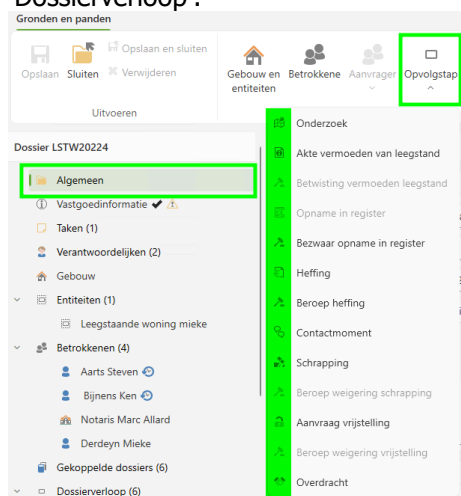 Dossierverloop .
Gronden en panden
Opslaan
Sluiten
Opslaan en sluiten
Verwijderen
Gebouw en entiteiten
Betrokkene
Aanvrager
Opvolgstap
Uitvoeren
Dossier LSTW20224
Algemeen
Vastgoedinformatie
Taken (1)
Verantwoordelijken (2)
Gebouw
Entiteiten (1)
Leegstaande woning mieke
Betrokkenen (4)
Aarts Steven
Bijnens Ken
Notaris Marc Allard
Derdeyn Mieke
Gekoppelde dossiers (6)
Dossierverloop (6)
Onderzoek
Akte vermoeden van leegstand
Betwisting vermoeden leegstand
Opname in register
Bezwaar opname in register
Heffing
Beroep heffing
Contactmoment
Schrapping
Beroep weigering schrapping
Aanvraag vrijstelling
Beroep weigering vrijstelling
Overdracht